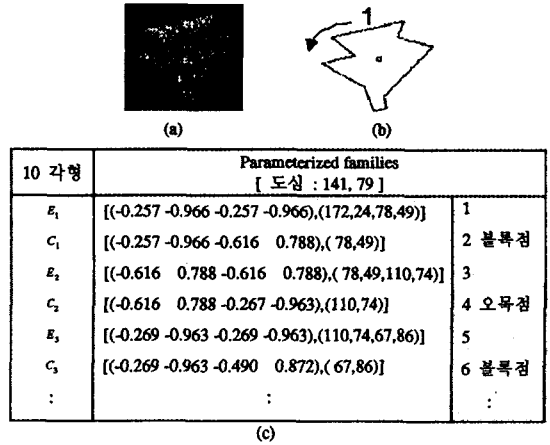 1
(a)
(b)
10 각형
Parameterized families
[ 도심 : 141, 79 ]
E₁ [(-0.257 -0.966 -0.257 -0.966),(172,24,78,49)] 1
C₁ [(-0.257 -0.966 -0.616 0.788),( 78,49)] 2 볼록점
E₂ [(-0.616 0.788 -0.616 0.788),( 78,49,110,74)] 3
C₂ [(-0.616 0.788 -0.267 -0.963),(110,74)] 4 오목점
E₃ [(-0.269 -0.963 -0.269 -0.963),(110,74,67,86)] 5
C₃ [(-0.269 -0.963 -0.490 0.872),( 67,86)] 6 볼록점
: : :
(c)